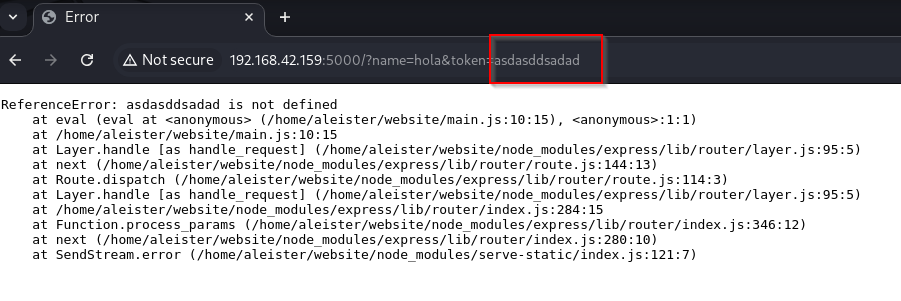 Error
Not secure 192.168.42.159:5000/?name=hola&token=asdasddsadad
ReferenceError: asdasddsadad is not defined
    at eval (eval at <anonymous> (/home/aleister/website/main.js:10:15), <anonymous>:1:1)
    at /home/aleister/website/main.js:10:15
    at Layer.handle [as handle_request] (/home/aleister/website/node_modules/express/lib/router/layer.js:95:5)
    at next (/home/aleister/website/node_modules/express/lib/router/route.js:144:13)
    at Route.dispatch (/home/aleister/website/node_modules/express/lib/router/route.js:114:3)
    at Layer.handle [as handle_request] (/home/aleister/website/node_modules/express/lib/router/layer.js:95:5)
    at /home/aleister/website/node_modules/express/lib/router/index.js:284:15
    at Function.process_params (/home/aleister/website/node_modules/express/lib/router/index.js:346:12)
    at next (/home/aleister/website/node_modules/express/lib/router/index.js:280:10)
    at SendStream.error (/home/aleister/website/node_modules/serve-static/index.js:121:7)